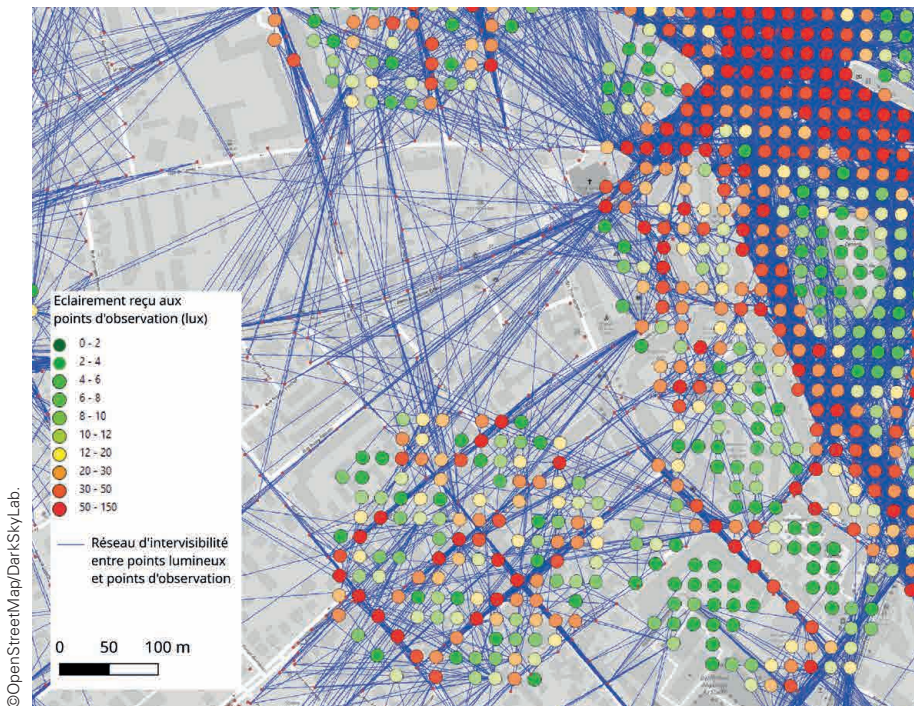 Eclairement reçu aux
points d'observation (lux)
0 - 2
2 - 4
4 - 6
6 - 8
8 - 10
10 - 12
12 - 20
20 - 30
30 - 50
50 - 150
Réseau d'intervisibilité
entre points lumineux
et points d'observation
0 50 100 m
©OpenStreetMap/DarkSkyLab.